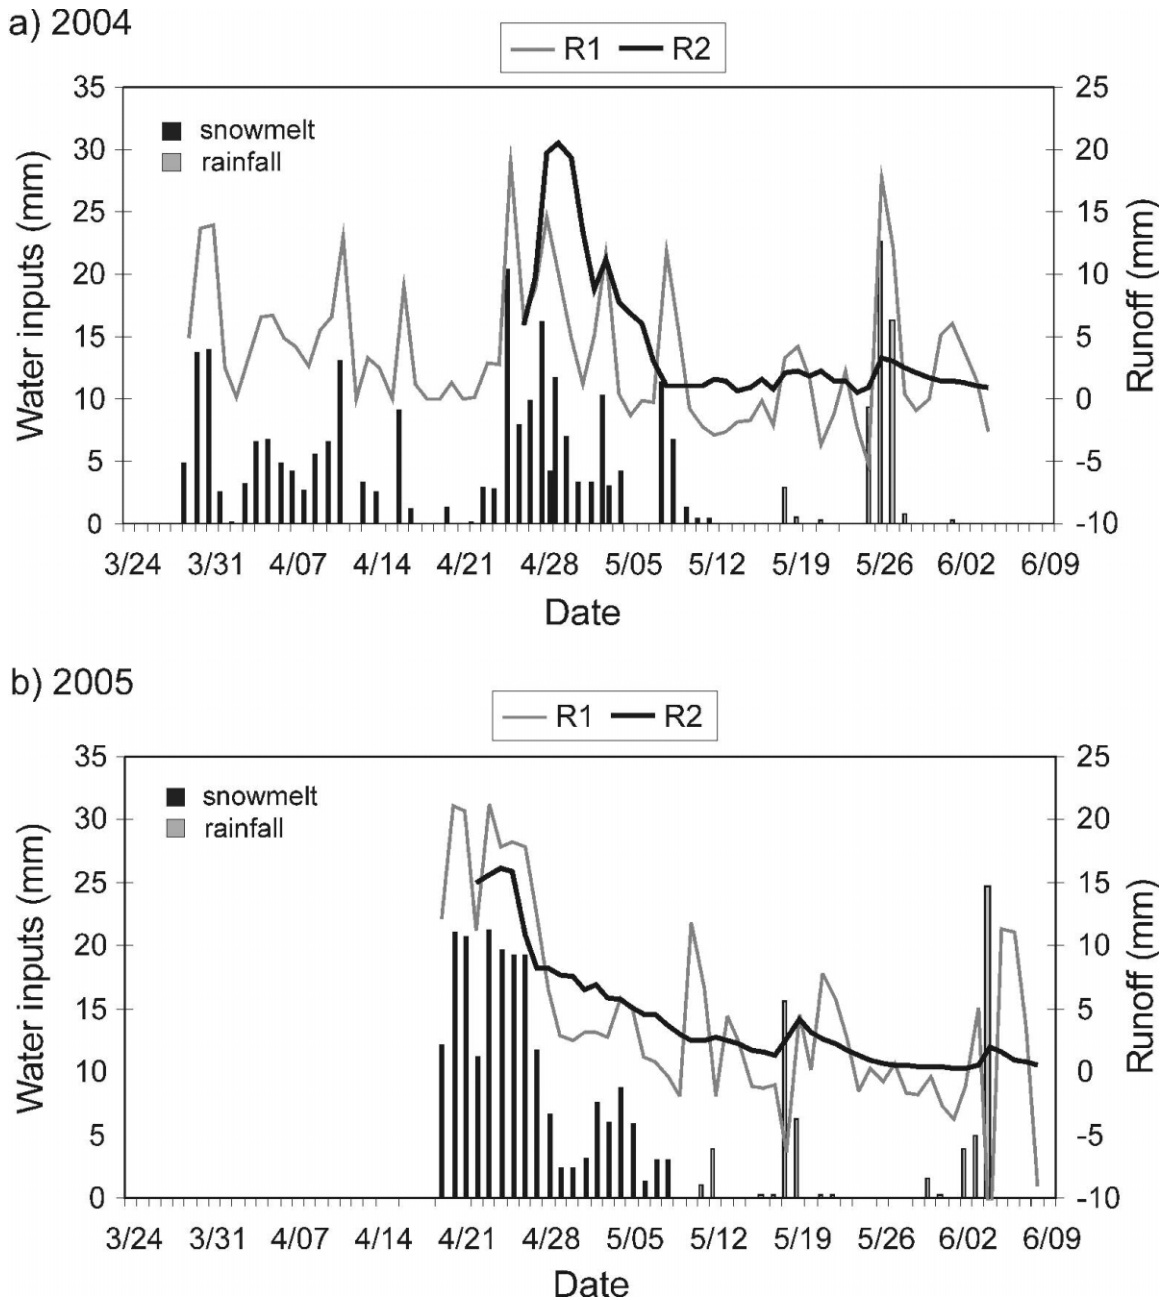 a) 2004
R1 R2
35 25
snowmelt
30 20
rainfall
25 15
20 10
15 5
10 0
5 -5
0 -10
Water inputs (mm)
Runoff (mm)
3/24 3/31 4/07 4/14 4/21 4/28 5/05 5/12 5/19 5/26 6/02 6/09
Date
b) 2005
R1 R2
35 25
snowmelt
30 20
rainfall
25 15
20 10
15 5
10 0
5 -5
0 -10
Water inputs (mm)
Runoff (mm)
3/24 3/31 4/07 4/14 4/21 4/28 5/05 5/12 5/19 5/26 6/02 6/09
Date